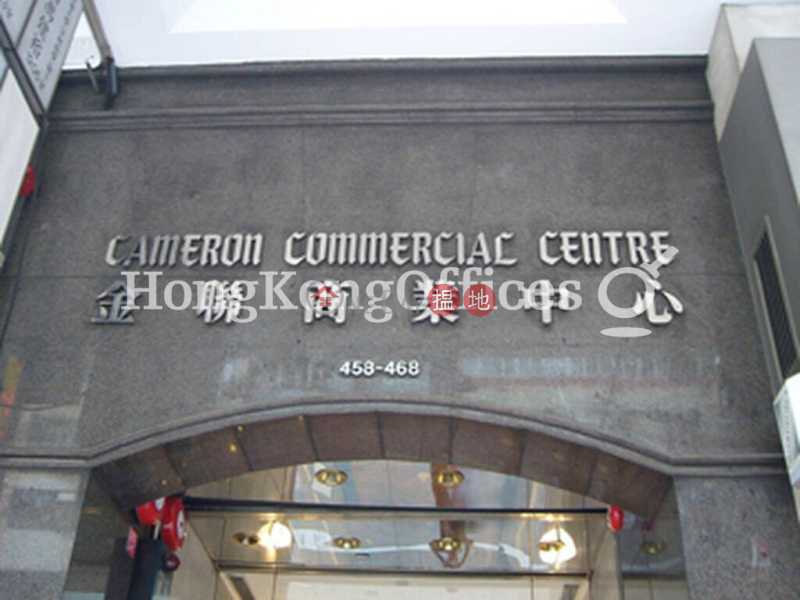 CAMERON COMMERCIAL CENTRE
金聯商業中心
HongKongOffices
搵地
458-468